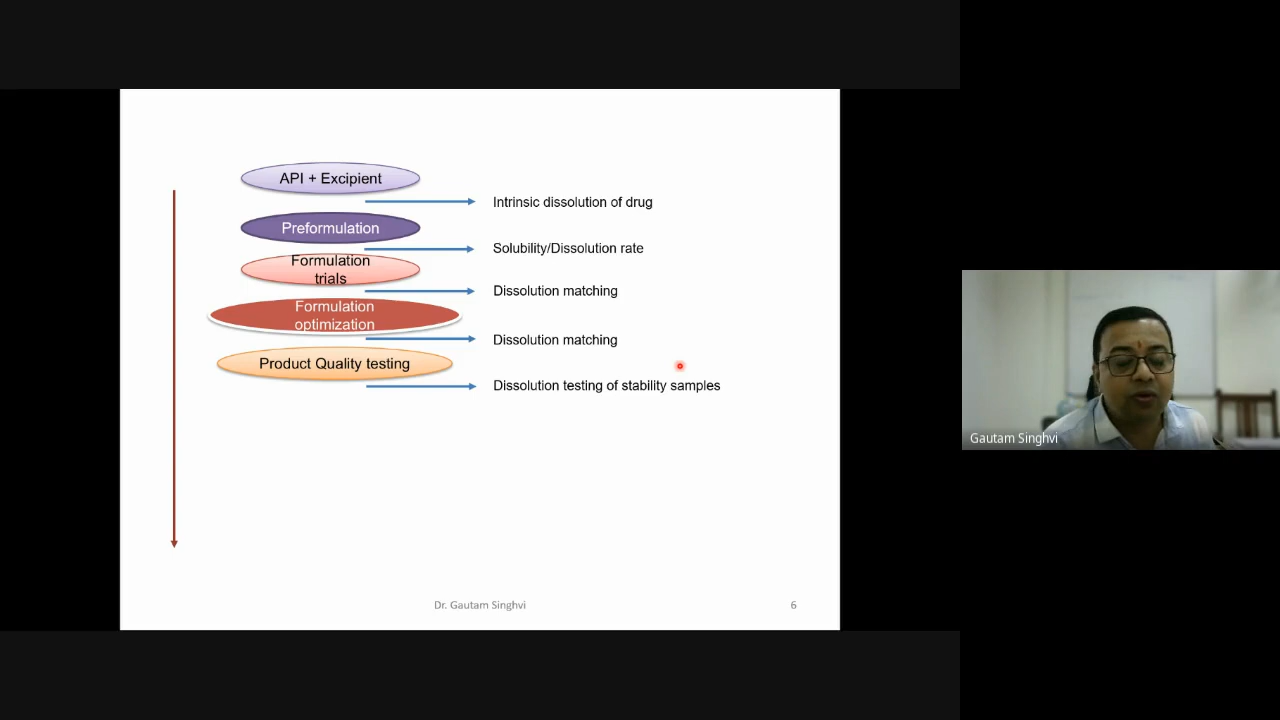 API + Excipient
Intrinsic dissolution of drug
Preformulation
Solubility/Dissolution rate
Formulation
trials
Dissolution matching
Formulation
optimization
Dissolution matching
Product Quality testing
Dissolution testing of stability samples
Dr. Gautam Singhvi
6
Gautam Singhvi